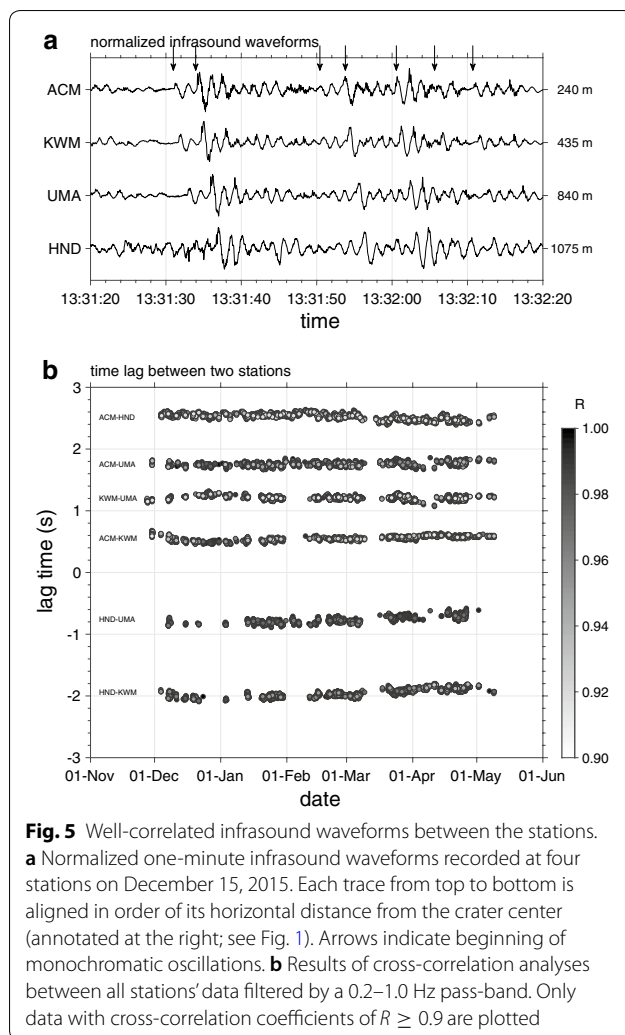 a normalized infrasound waveforms
ACM 240 m
KWM 435 m
UMA 840 m
HND 1075 m
13:31:20 13:31:30 13:31:40 13:31:50 13:32:00 13:32:10 13:32:20
time
b time lag between two stations
3
2
1
0
-1
-2
-3
lag time (s)
ACM-HND
ACM-UMA
KWM-UMA
ACM-KWM
HND-UMA
HND-KWM
01-Nov 01-Dec 01-Jan 01-Feb 01-Mar 01-Apr 01-May 01-Jun
date
R
1.00
0.98
0.96
0.94
0.92
0.90
Fig. 5 Well-correlated infrasound waveforms between the stations.
a Normalized one-minute infrasound waveforms recorded at four
stations on December 15, 2015. Each trace from top to bottom is
aligned in order of its horizontal distance from the crater center
(annotated at the right; see Fig. 1). Arrows indicate beginning of
monochromatic oscillations. b Results of cross-correlation analyses
between all stations’ data filtered by a 0.2–1.0 Hz pass-band. Only
data with cross-correlation coefficients of R ≥ 0.9 are plotted